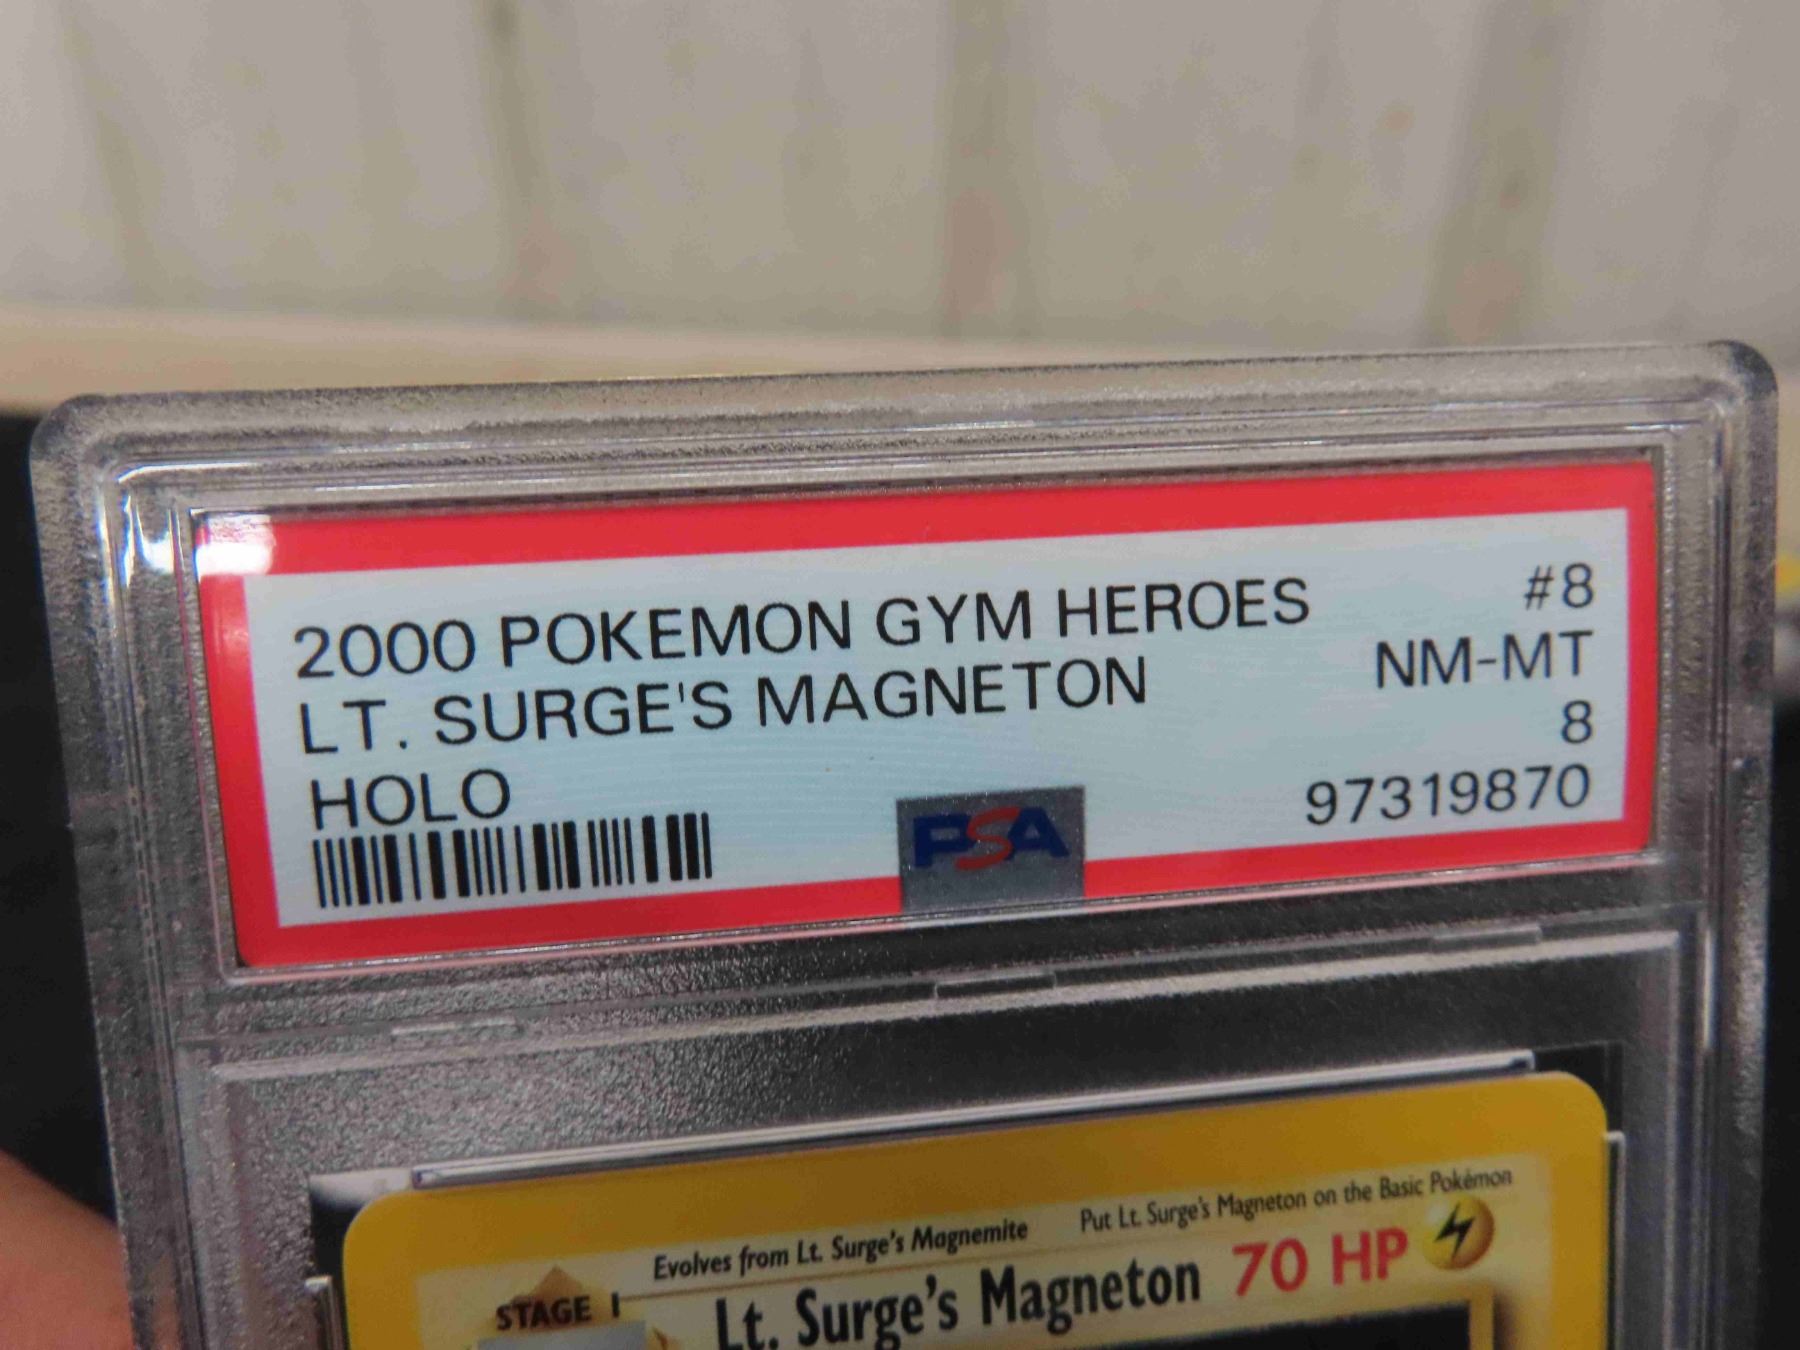 2000 POKEMON GYM HEROES #8
LT. SURGE'S MAGNETON NM-MT
HOLO 8
PSA 97319870
Evolves from Lt. Surge's Magnemite Put Lt. Surge's Magneton on the Basic Pokémon
STAGE 1 Lt. Surge's Magneton 70 HP